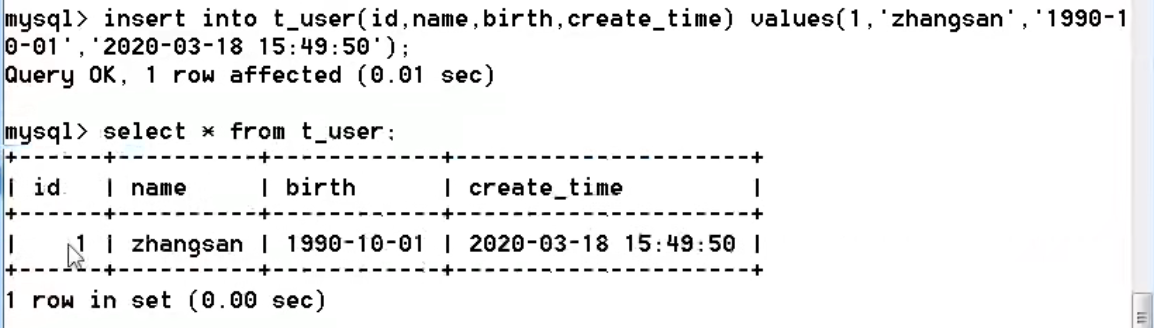 mysql> insert into t_user(id,name,birth,create_time) values(1,'zhangsan','1990-1
0-01','2020-03-18 15:49:50');
Query OK, 1 row affected (0.01 sec)
mysql> select * from t_user;
+------+----------+------------+---------------------+
| id   | name     | birth      | create_time         |
+------+----------+------------+---------------------+
|    1 | zhangsan | 1990-10-01 | 2020-03-18 15:49:50 |
+------+----------+------------+---------------------+
1 row in set (0.00 sec)